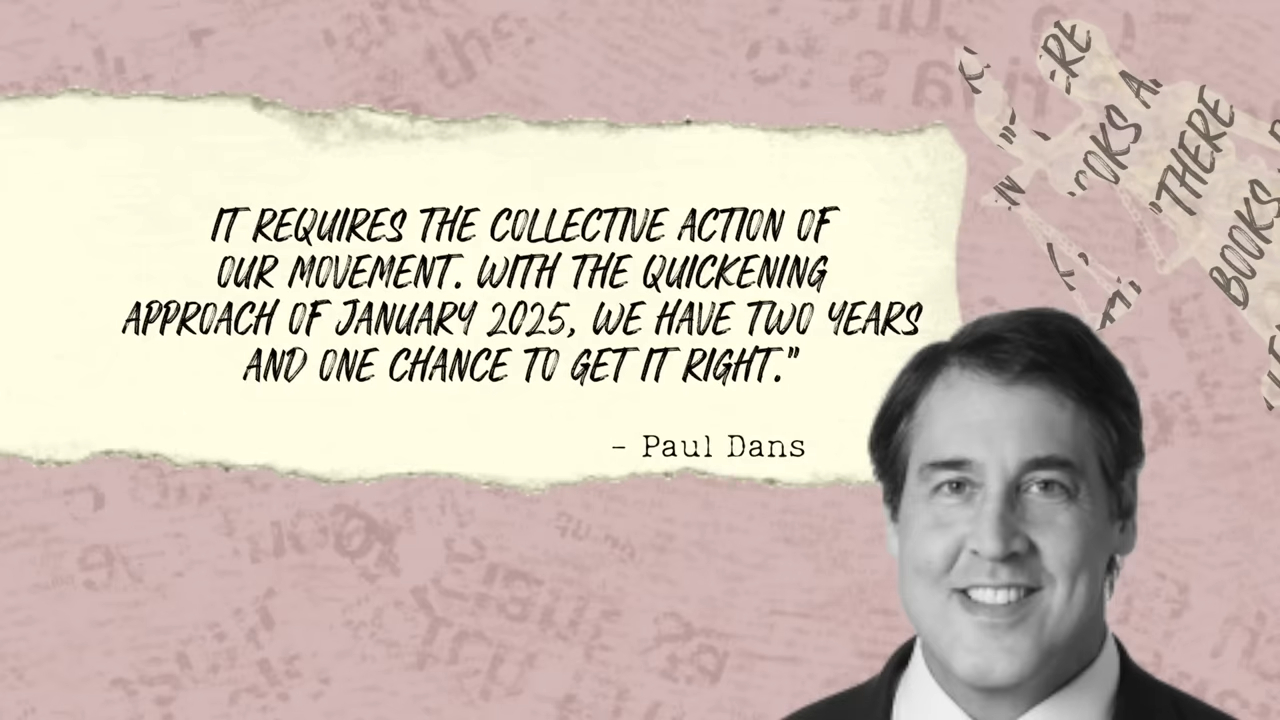 IT REQUIRES THE COLLECTIVE ACTION OF
OUR MOVEMENT. WITH THE QUICKENING
APPROACH OF JANUARY 2025, WE HAVE TWO YEARS
AND ONE CHANCE TO GET IT RIGHT."
- Paul Dans
"THERE
BOOKS